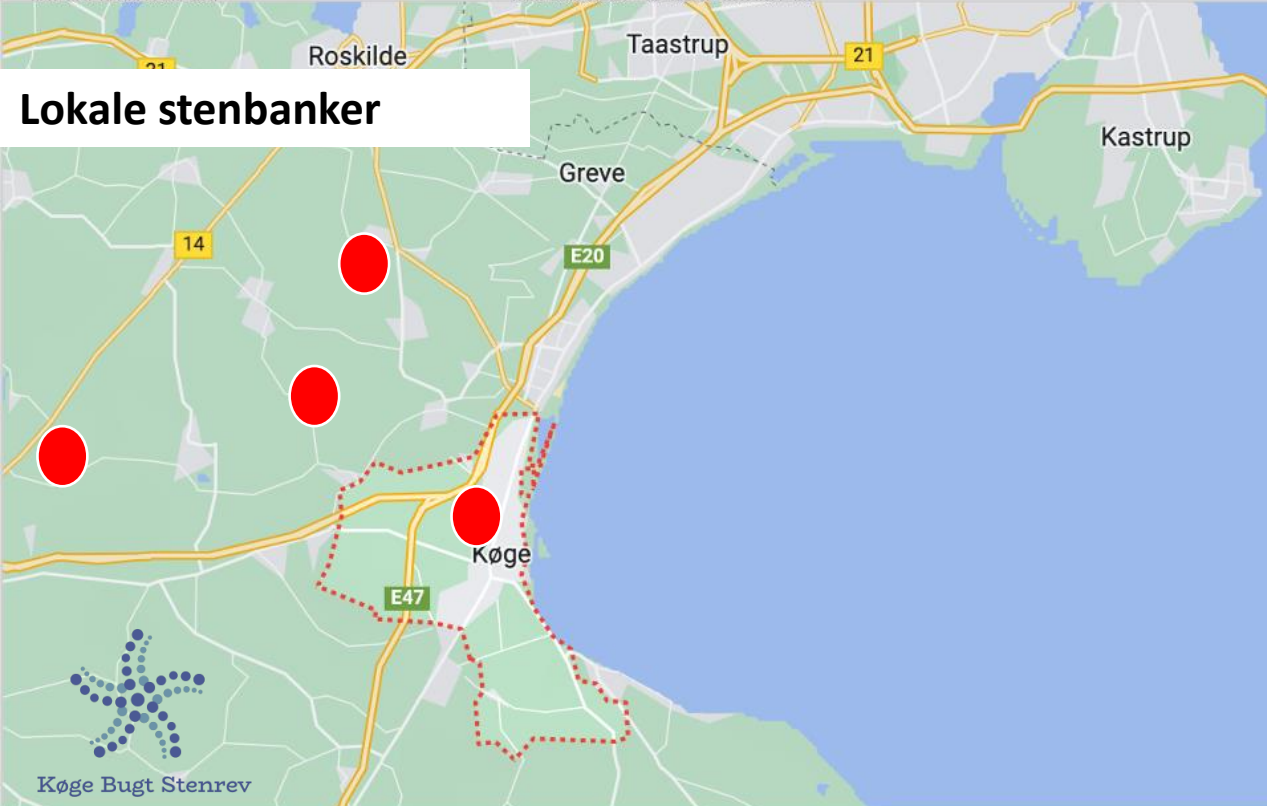 Roskilde
Taastrup
21
21
Lokale stenbanker
Kastrup
Greve
14
E20
Køge
E47
Køge Bugt Stenrev